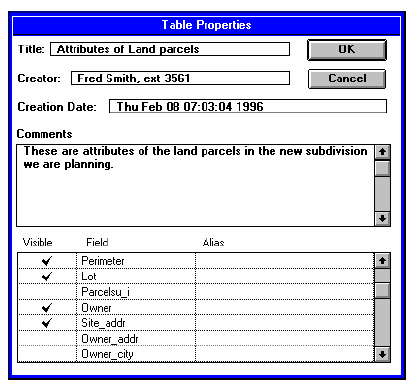 Table Properties
Title: Attributes of Land parcels
OK
Creator: Fred Smith, ext 3561
Cancel
Creation Date: Thu Feb 08 07:03:04 1996
Comments
These are attributes of the land parcels in the new subdivision
we are planning.
Visible Field Alias
Perimeter
Lot
Parcelsu_i
Owner
Site_addr
Owner_addr
Owner_city